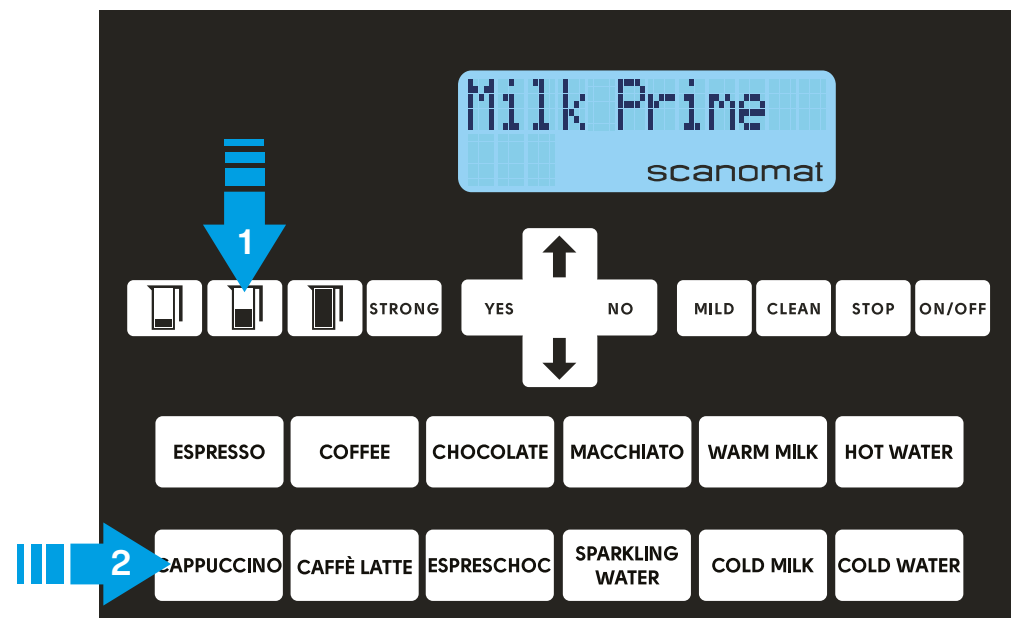 Milk Prime
scanomat
1
STRONG
YES
NO
MILD
CLEAN
STOP
ON/OFF
ESPRESSO
COFFEE
CHOCOLATE
MACCHIATO
WARM MILK
HOT WATER
2
CAPPUCCINO
CAFFÈ LATTE
ESPRESCHOC
SPARKLING
WATER
COLD MILK
COLD WATER